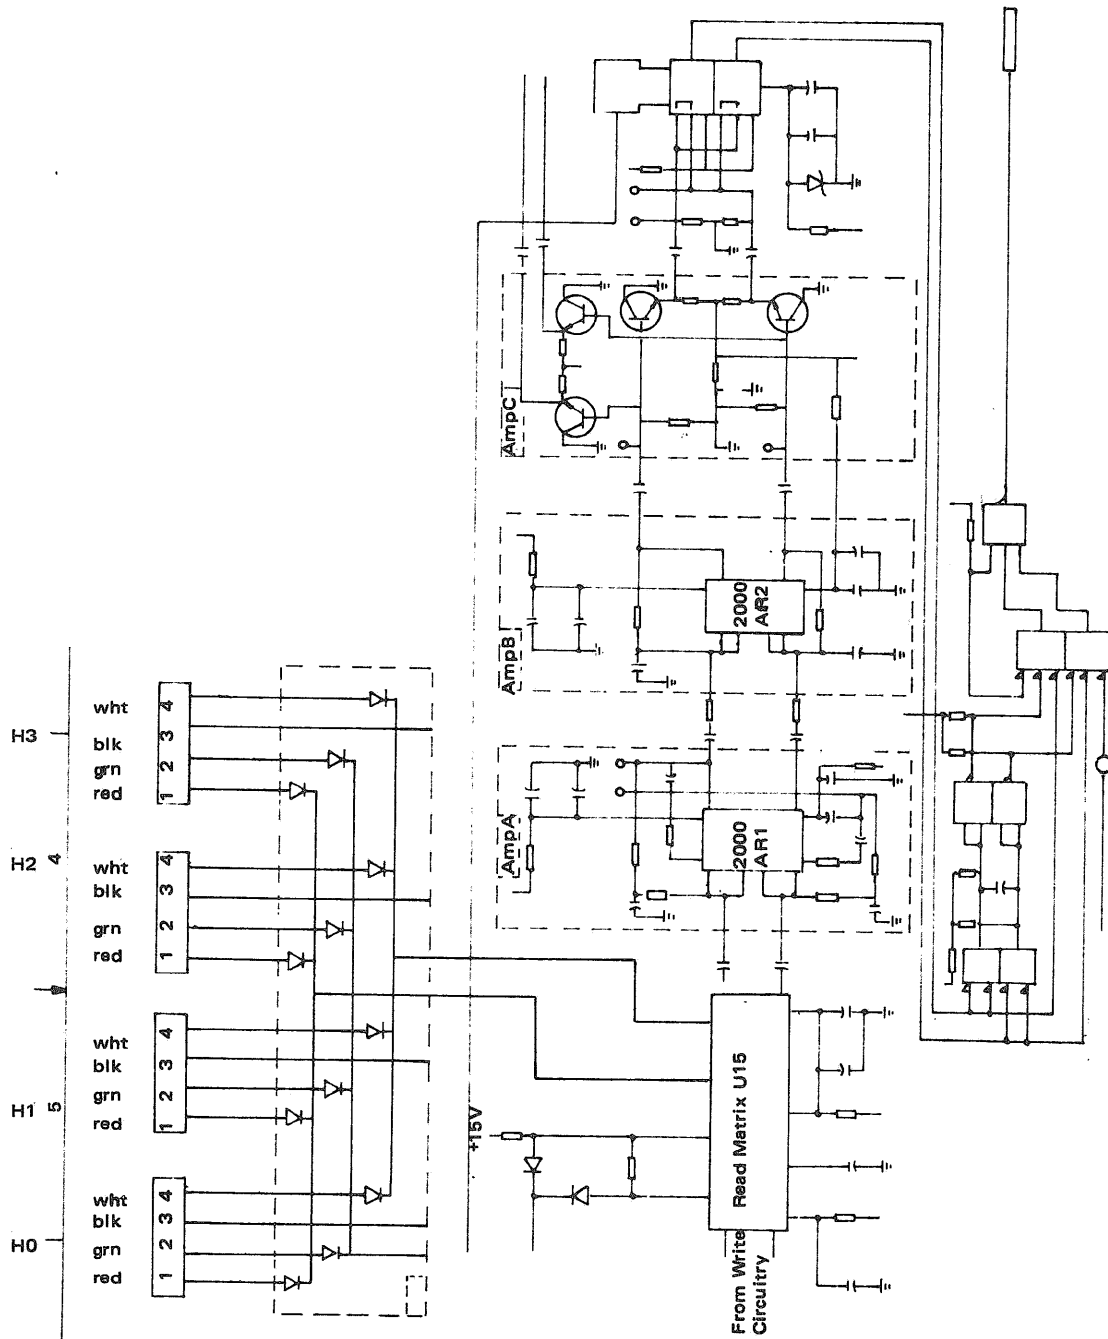 H3
wht
blk
grn
red
4
3
2
1
H2
4
wht
blk
grn
red
4
3
2
1
H1
5
wht
blk
grn
red
4
3
2
1
H0
wht
blk
grn
red
4
3
2
1
AmpC
AmpB
2000
AR2
AmpA
2000
AR1
+15V
Read Matrix U15
From Write
Circuitry